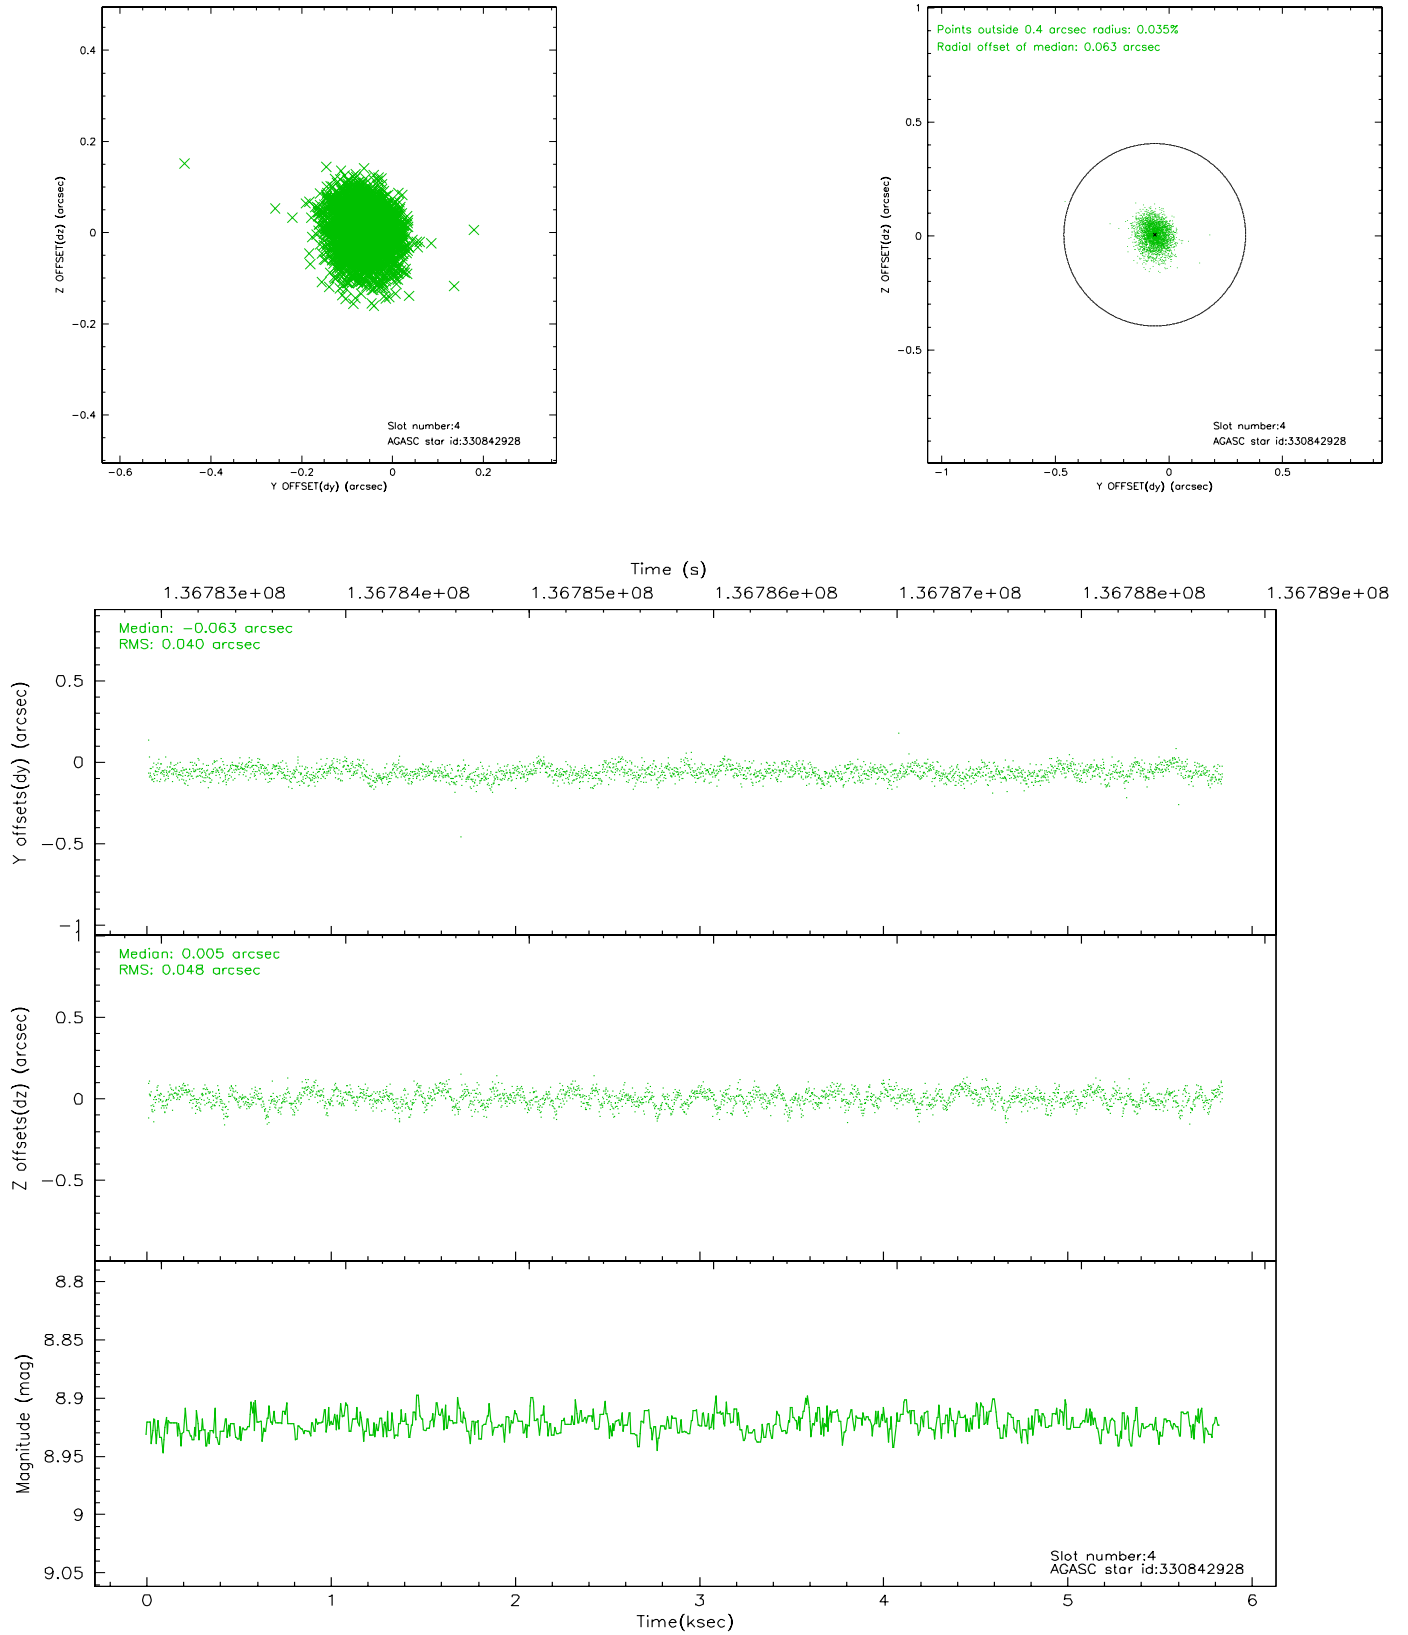 0.4
0.2
0
−0.2
−0.4
Z OFFSET(dz) (arcsec)
Slot number:4
AGASC star id:330842928
−0.6
−0.4
−0.2
0
0.2
Y OFFSET(dy) (arcsec)
Points outside 0.4 arcsec radius: 0.035%
Radial offset of median: 0.063 arcsec
1
0.5
0
−0.5
Z OFFSET(dz) (arcsec)
Slot number:4
AGASC star id:330842928
−1
−0.5
0
0.5
Y OFFSET(dy) (arcsec)
Time (s)
1.36783e+08
1.36784e+08
1.36785e+08
1.36786e+08
1.36787e+08
1.36788e+08
1.36789e+08
Median: −0.063 arcsec
RMS: 0.040 arcsec
0.5
0
−0.5
−1
Y offsets(dy) (arcsec)
Median: 0.005 arcsec
RMS: 0.048 arcsec
1
0.5
0
−0.5
Z offsets(dz) (arcsec)
8.8
8.85
8.9
8.95
9
9.05
Magnitude (mag)
Slot number:4
AGASC star id:330842928
0
1
2
3
4
5
6
Time(ksec)